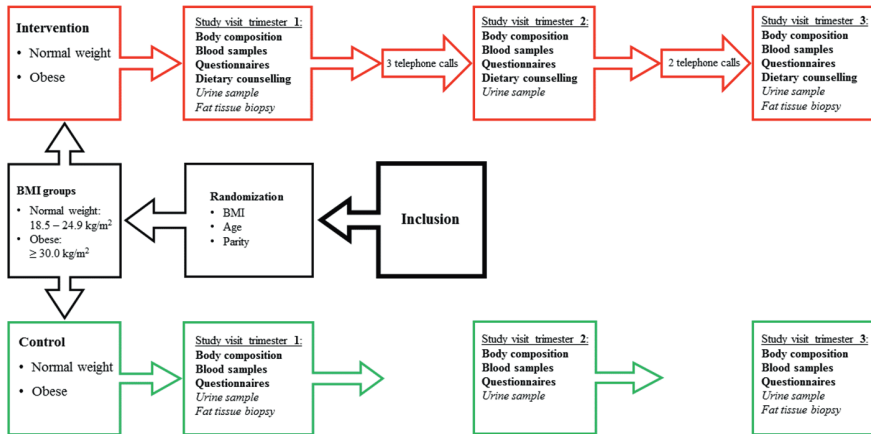 Intervention
• Normal weight
• Obese
Study visit trimester 1:
Body composition
Blood samples
Questionnaires
Dietary counselling
Urine sample
Fat tissue biopsy
3 telephone calls
Study visit trimester 2:
Body composition
Blood samples
Questionnaires
Dietary counselling
Urine sample
2 telephone calls
Study visit trimester 3:
Body composition
Blood samples
Questionnaires
Dietary counselling
Urine sample
Fat tissue biopsy
BMI groups
• Normal weight:
18.5 – 24.9 kg/m²
• Obese:
≥ 30.0 kg/m²
Randomization
• BMI
• Age
• Parity
Inclusion
Control
• Normal weight
• Obese
Study visit trimester 1:
Body composition
Blood samples
Questionnaires
Urine sample
Fat tissue biopsy
Study visit trimester 2:
Body composition
Blood samples
Questionnaires
Urine sample
Study visit trimester 3:
Body composition
Blood samples
Questionnaires
Urine sample
Fat tissue biopsy